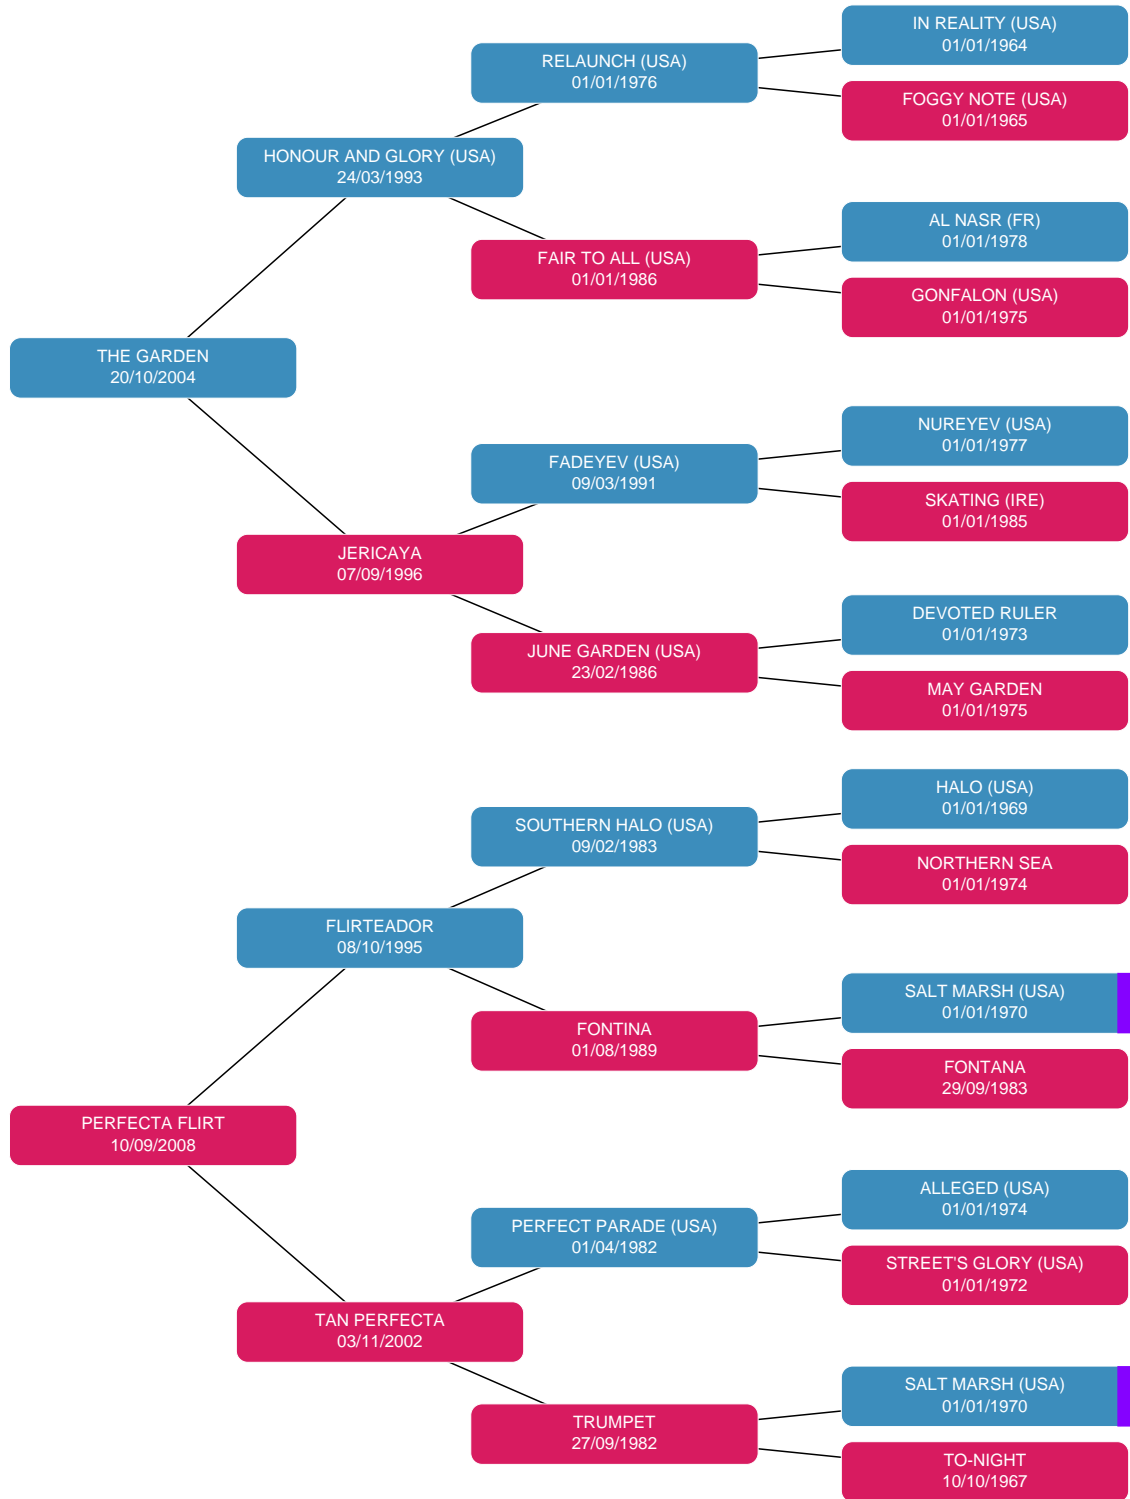 IN REALITY (USA)
01/01/1964
RELAUNCH (USA)
01/01/1976
FOGGY NOTE (USA)
01/01/1965
HONOUR AND GLORY (USA)
24/03/1993
AL NASR (FR)
01/01/1978
FAIR TO ALL (USA)
01/01/1986
GONFALON (USA)
01/01/1975
THE GARDEN
20/10/2004
NUREYEV (USA)
01/01/1977
FADEYEV (USA)
09/03/1991
SKATING (IRE)
01/01/1985
JERICAYA
07/09/1996
DEVOTED RULER
01/01/1973
JUNE GARDEN (USA)
23/02/1986
MAY GARDEN
01/01/1975
HALO (USA)
01/01/1969
SOUTHERN HALO (USA)
09/02/1983
NORTHERN SEA
01/01/1974
FLIRTEADOR
08/10/1995
SALT MARSH (USA)
01/01/1970
FONTINA
01/08/1989
FONTANA
29/09/1983
PERFECTA FLIRT
10/09/2008
ALLEGED (USA)
01/01/1974
PERFECT PARADE (USA)
01/04/1982
STREET'S GLORY (USA)
01/01/1972
TAN PERFECTA
03/11/2002
SALT MARSH (USA)
01/01/1970
TRUMPET
27/09/1982
TO-NIGHT
10/10/1967